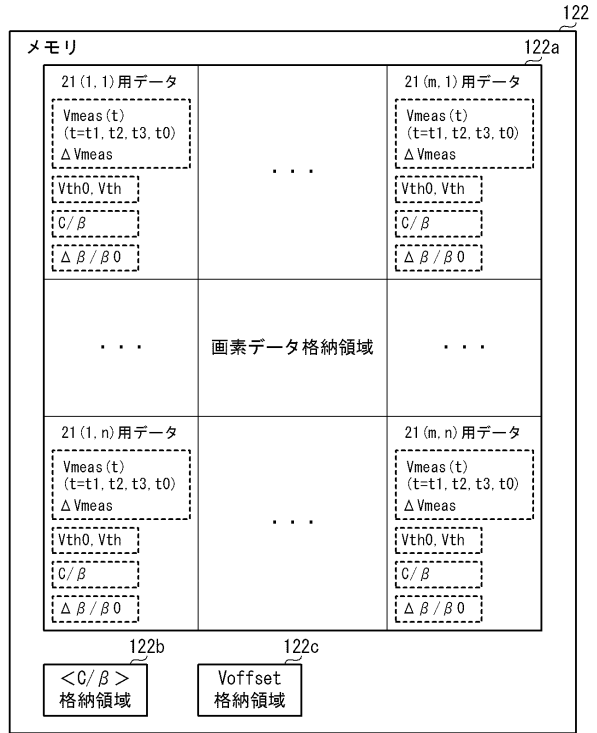 122
メモリ
122a
21(1,1)用データ
Vmeas(t)
(t=t1,t2,t3,t0)
ΔVmeas
Vth0,Vth
C/β
Δβ/β0
・・・
21(m,1)用データ
Vmeas(t)
(t=t1,t2,t3,t0)
ΔVmeas
Vth0,Vth
C/β
Δβ/β0
・・・
画素データ格納領域
・・・
21(1,n)用データ
Vmeas(t)
(t=t1,t2,t3,t0)
ΔVmeas
Vth0,Vth
C/β
Δβ/β0
・・・
21(m,n)用データ
Vmeas(t)
(t=t1,t2,t3,t0)
ΔVmeas
Vth0,Vth
C/β
Δβ/β0
122b
<C/β>
格納領域
122c
Voffset
格納領域